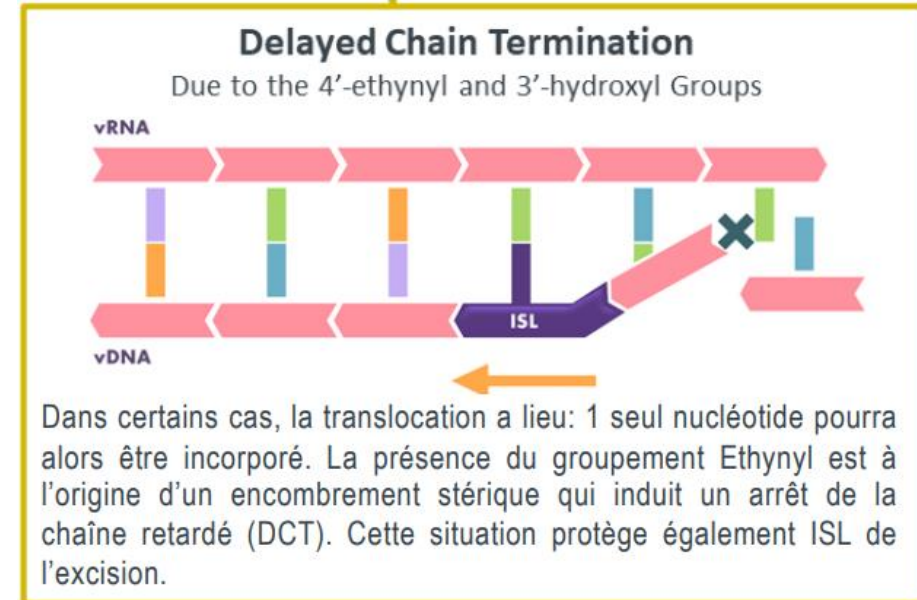 Delayed Chain Termination
Due to the 4’-ethynyl and 3’-hydroxyl Groups
vRNA
ISL
vDNA
Dans certains cas, la translocation a lieu: 1 seul nucléotide pourra
alors être incorporé. La présence du groupement Ethynyl est à
l’origine d’un encombrement stérique qui induit un arrêt de la
chaîne retardé (DCT). Cette situation protège également ISL de
l’excision.